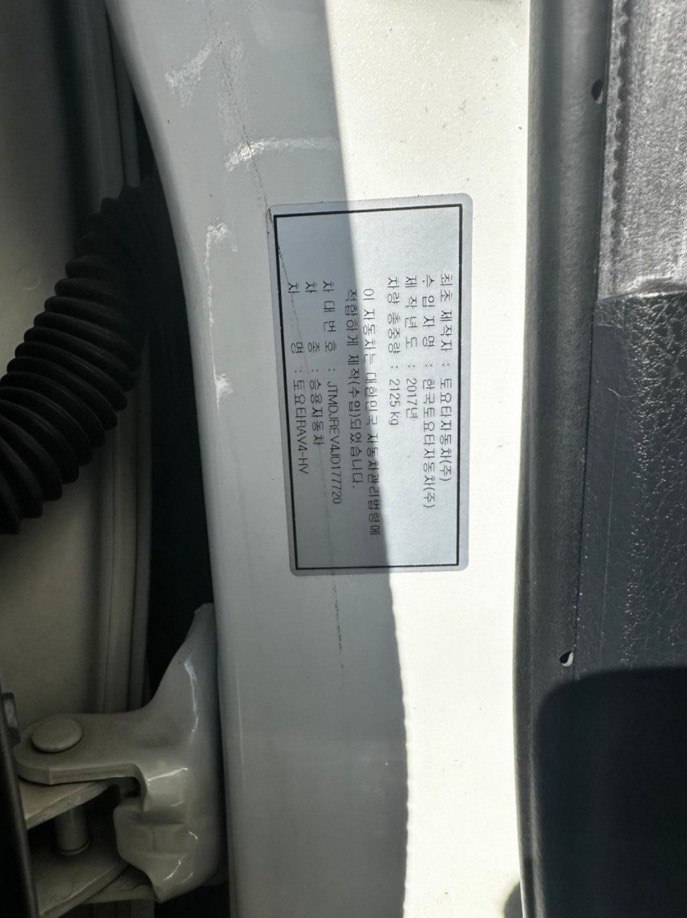 최초 제작자 : 토요타자동차(주)
수 입 자 명 : 한국토요타자동차(주)
제 작 년 도 : 2017년
차량 총중량 : 2125 kg
이 자동차는 대한민국 자동차관리법령에
적합하게 제작(수입)되었습니다.
차 대 번 호 : JTMDJREV4JD177720
차 종 : 승용자동차
차 명 : 토요타RAV4-HV